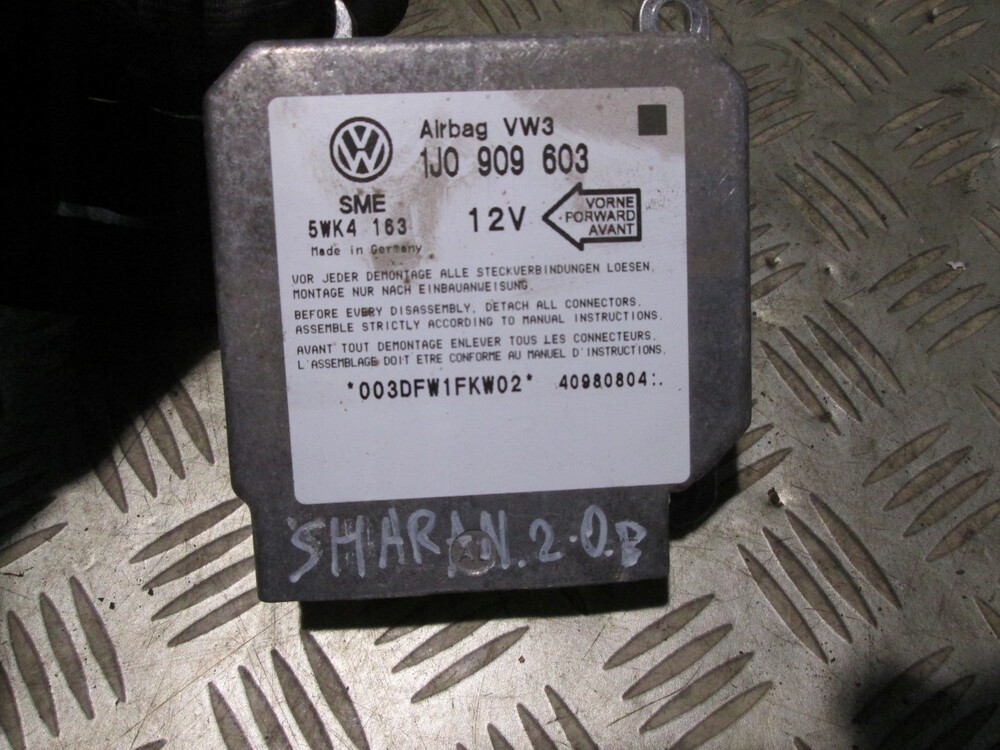 Airbag VW3
1J0 909 603
SME
5WK4 163
Made in Germany
12V
VORNE
FORWARD
AVANT
VOR JEDER DEMONTAGE ALLE STECKVERBINDUNGEN LOESEN.
MONTAGE NUR NACH EINBAUANWEISUNG.
BEFORE EVERY DISASSEMBLY, DETACH ALL CONNECTORS.
ASSEMBLE STRICTLY ACCORDING TO MANUAL INSTRUCTIONS.
AVANT TOUT DEMONTAGE ENLEVER TOUS LES CONNECTEURS.
L'ASSEMBLAGE DOIT ETRE CONFORME AU MANUEL D'INSTRUCTIONS.
*003DFW1FKW02* 40980804:.
SHARAN. 2.0.B